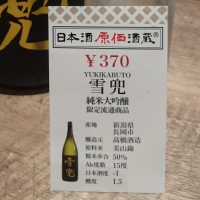 日本酒原価酒蔵®
￥370
YUKIKABUTO
雪兜
純米大吟醸
限定流通商品
産地 新潟県
長岡市
醸造元 高橋酒造
原料米 美山錦
精米歩合 50%
Alc度数 15度
日本酒度 -1
酸度 1.5
雪兜